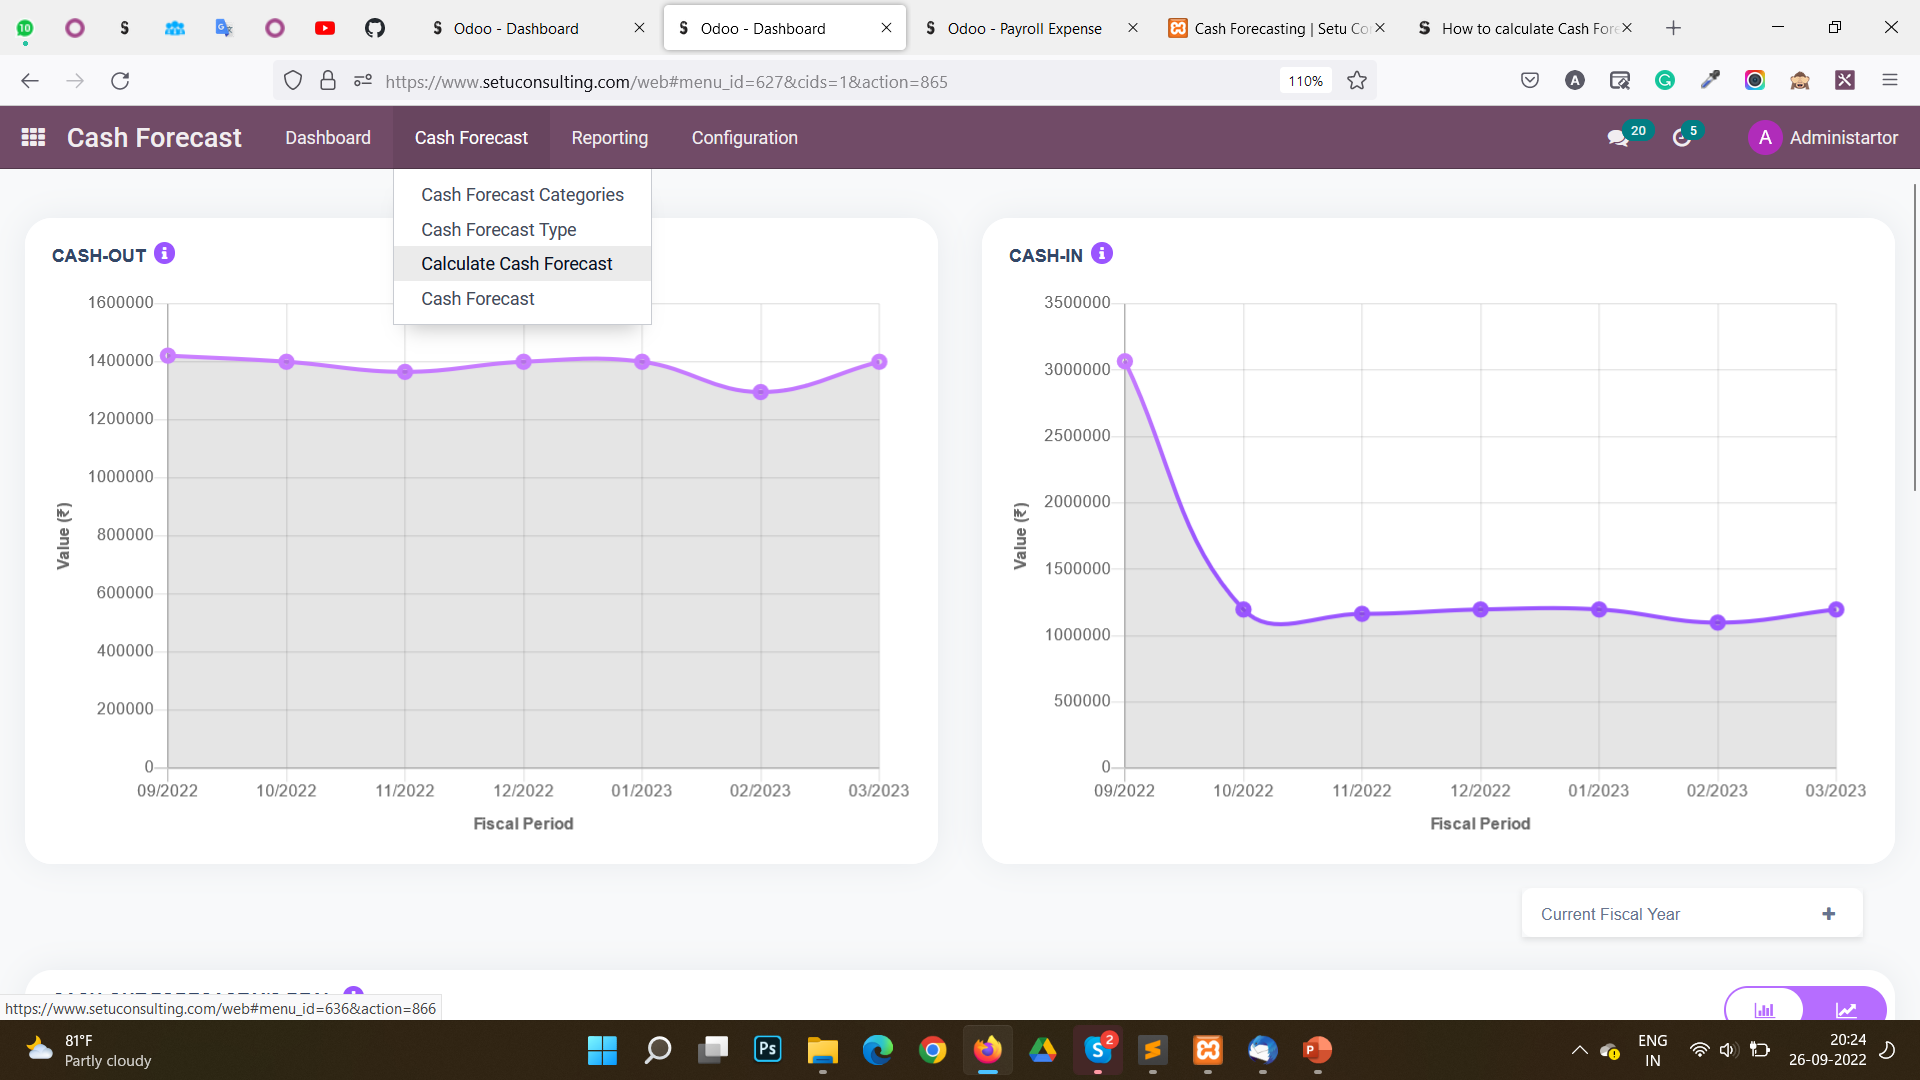 Odoo - Dashboard
Odoo - Dashboard
Odoo - Payroll Expense
Cash Forecasting | Setu Co
How to calculate Cash Fore
https://www.setuconsulting.com/web#menu_id=627&cids=1&action=865
110%
A
Cash Forecast
Dashboard
Cash Forecast
Reporting
Configuration
20
5
A
Administartor
Cash Forecast Categories
Cash Forecast Type
Calculate Cash Forecast
Cash Forecast
CASH-OUT
1600000
1400000
1200000
1000000
800000
600000
400000
200000
0
Value (₹)
09/2022
10/2022
11/2022
12/2022
01/2023
02/2023
03/2023
Fiscal Period
CASH-IN
3500000
3000000
2500000
2000000
1500000
1000000
500000
0
Value (₹)
09/2022
10/2022
11/2022
12/2022
01/2023
02/2023
03/2023
Fiscal Period
Current Fiscal Year
https://www.setuconsulting.com/web#menu_id=636&action=866
81°F
Partly cloudy
Ps
S
2
P
ENG
IN
20:24
26-09-2022